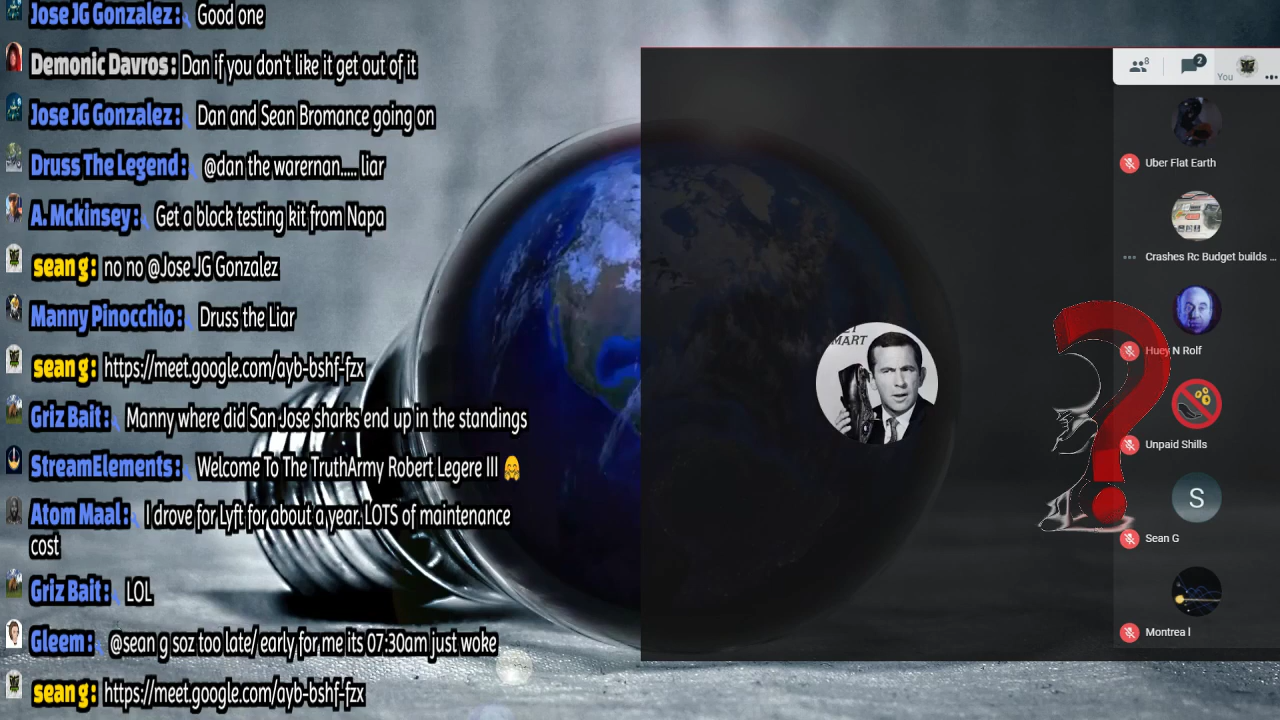 Jose JG Gonzalez: Good one
Demonic Davros: Dan if you don't like it get out of it
Jose JG Gonzalez: Dan and Sean Bromance going on
Druss The Legend: @dan the warernan..... liar
A. Mckinsey: Get a block testing kit from Napa
sean g: no no @Jose JG Gonzalez
Manny Pinocchio: Druss the Liar
sean g: https://meet.google.com/ayb-bshf-fzx
Griz Bait: Manny where did San Jose sharks end up in the standings
StreamElements: Welcome To The TruthArmy Robert Legere III 🤗
Atom Maal: I drove for Lyft for about a year. LOTS of maintenance
cost
Griz Bait: LOL
Gleem: @sean g soz too late/ early for me its 07:30am just woke
sean g: https://meet.google.com/ayb-bshf-fzx
MART
8
2
You
Uber Flat Earth
Crashes Rc Budget builds ...
Huey N Rolf
Unpaid Shills
S
Sean G
Montrea l